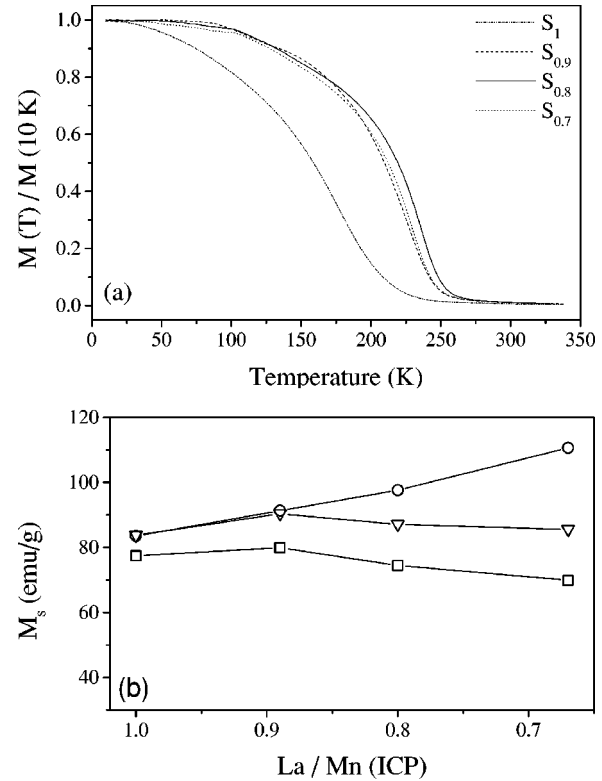 1.0
0.8
0.6
0.4
0.2
0.0
M (T) / M (10 K)
S1
S0.9
S0.8
S0.7
(a)
0 50 100 150 200 250 300 350
Temperature (K)
120
100
80
60
40
Ms (emu/g)
(b)
1.0 0.9 0.8 0.7
La / Mn (ICP)